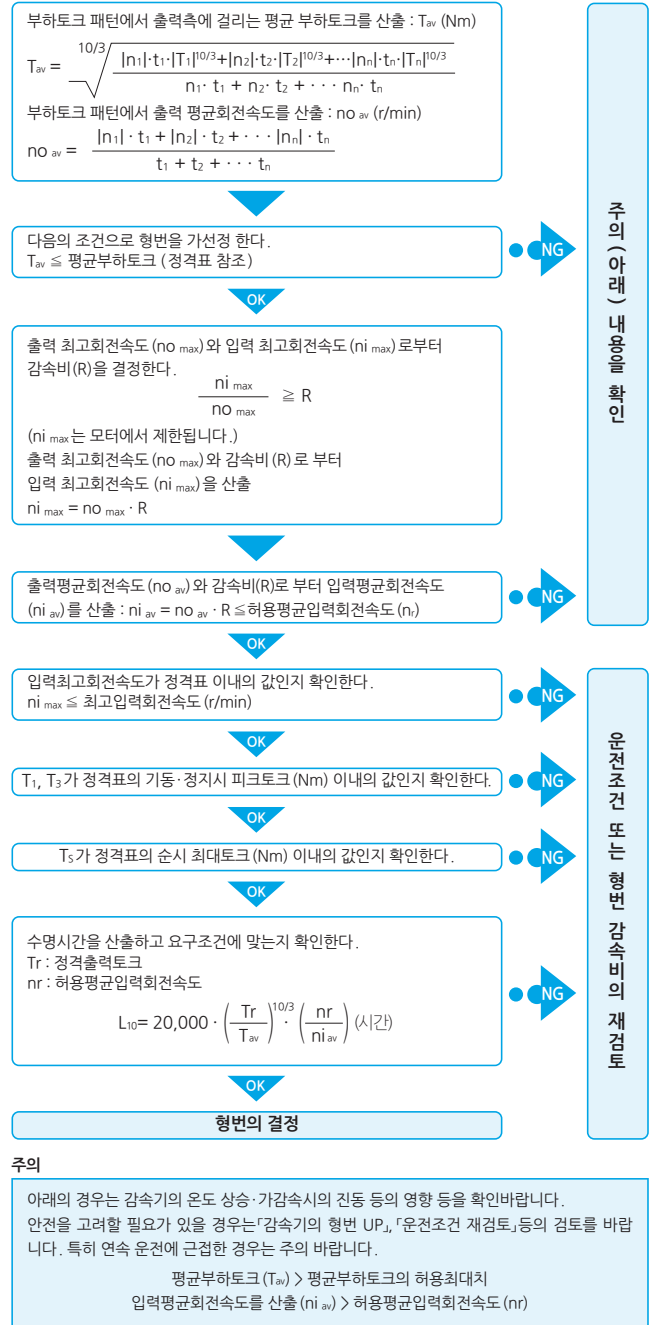 부하토크 패턴에서 출력측에 걸리는 평균 부하토크를 산출 : Tav (Nm)
Tav = 10/3√ |n1|·t1·|T1|10/3+|n2|·t2·|T2|10/3+···|nn|·tn·|Tn|10/3
n1· t1 + n2· t2 + · · · nn· tn
부하토크 패턴에서 출력 평균회전속도를 산출 : no av (r/min)
no av = |n1| · t1 + |n2| · t2 + · · · |nn| · tn
t1 + t2 + · · · tn
다음의 조건으로 형번를 가선정 한다.
Tav ≦ 평균부하토크 (정격표 참조)
NG
OK
출력 최고회전속도(no max)와 입력 최고회전속도(ni max)로부터
감속비(R)을 결정한다.
ni max
≧ R
no max
(ni max는 모터에서 제한됩니다.)
출력 최고회전속도(no max)와 감속비(R)로 부터
입력 최고회전속도 (ni max)을 산출
ni max = no max · R
출력평균회전속도(no av)와 감속비(R)로 부터 입력평균회전속도
(ni av)를 산출 : ni av = no av · R ≦허용평균입력회전속도(nr)
NG
주의(아래) 내용을 확인
OK
입력최고회전속도가 정격표 이내의 값인지 확인한다.
ni max ≦ 최고입력회전속도(r/min)
NG
OK
T1, T3가 정격표의 기동·정지시 피크토크(Nm) 이내의 값인지 확인한다.
NG
OK
Ts가 정격표의 순시 최대토크(Nm) 이내의 값인지 확인한다.
NG
OK
수명시간을 산출하고 요구조건에 맞는지 확인한다.
Tr : 정격출력토크
nr : 허용평균입력회전속도
L10= 20,000 · (Tr/Tav)10/3 · (nr/ni av) (시간)
NG
운전조건 또는 형번 감속비의 재검토
OK
형번의 결정
주의
아래의 경우는 감속기의 온도 상승·가감속시의 진동 등의 영향 등을 확인바랍니다.
안전을 고려할 필요가 있을 경우는「감속기의 형번 UP」,「운전조건 재검토」등의 검토를 바랍
니다. 특히 연속 운전에 근접한 경우는 주의 바랍니다.
평균부하토크(Tav) > 평균부하토크의 허용최대치
입력평균회전속도를 산출(ni av) > 허용평균입력회전속도(nr)